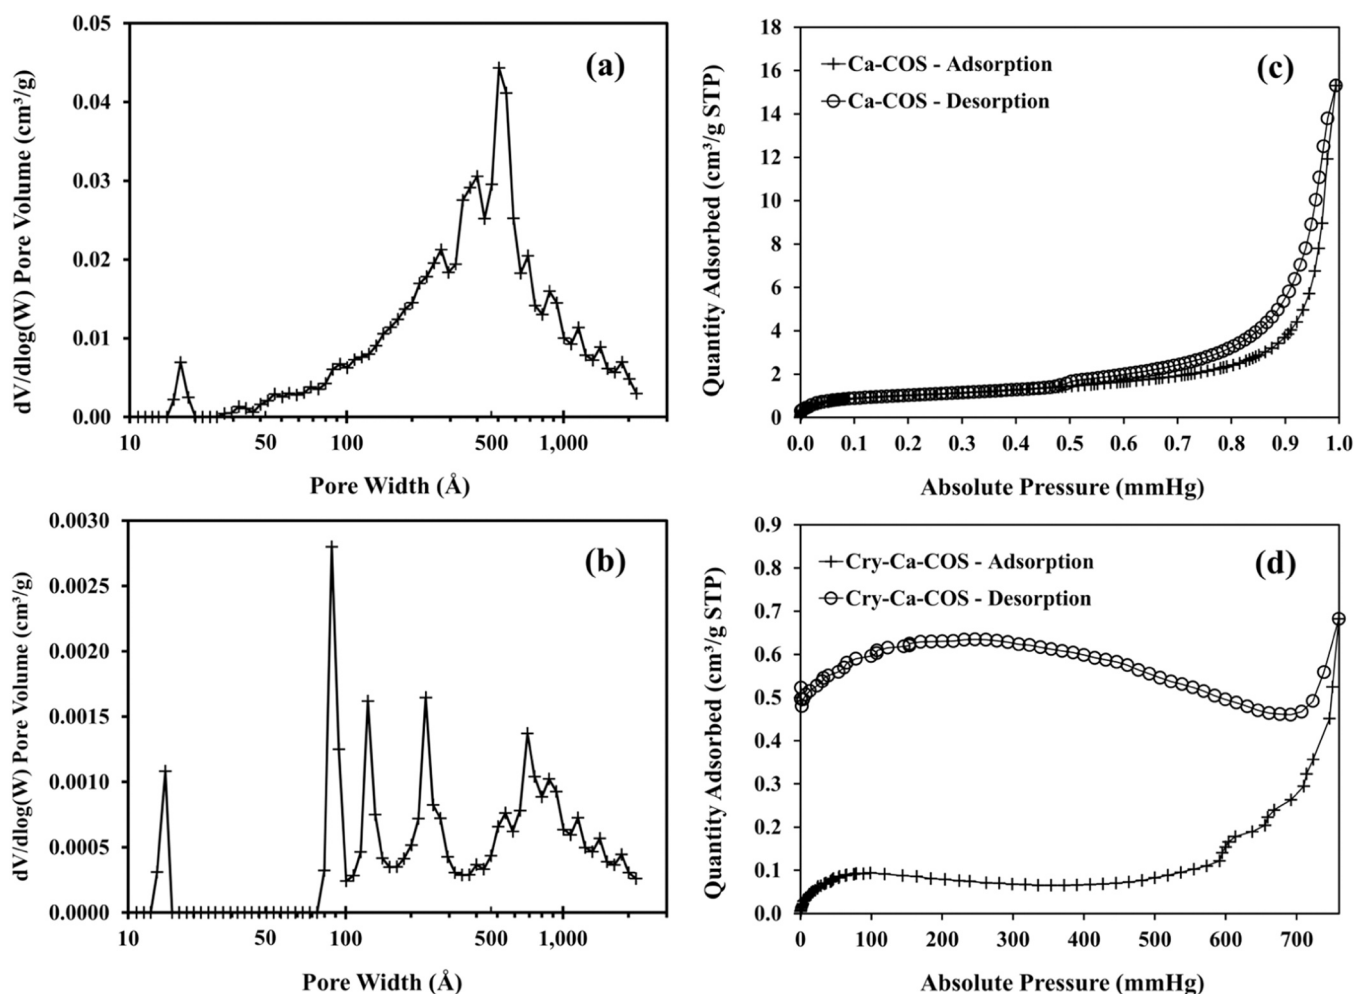 dV/dlog(W) Pore Volume (cm³/g)
0.05
0.04
0.03
0.02
0.01
0.00
(a)
10 50 100 500 1,000
Pore Width (Å)
Quantity Adsorbed (cm³/g STP)
18
16
14
12
10
8
6
4
2
0
Ca-COS - Adsorption
Ca-COS - Desorption
(c)
0.0 0.1 0.2 0.3 0.4 0.5 0.6 0.7 0.8 0.9 1.0
Absolute Pressure (mmHg)
dV/dlog(W) Pore Volume (cm³/g)
0.0030
0.0025
0.0020
0.0015
0.0010
0.0005
0.0000
(b)
10 50 100 500 1,000
Pore Width (Å)
Quantity Adsorbed (cm³/g STP)
0.9
0.8
0.7
0.6
0.5
0.4
0.3
0.2
0.1
0.0
Cry-Ca-COS - Adsorption
Cry-Ca-COS - Desorption
(d)
0 100 200 300 400 500 600 700
Absolute Pressure (mmHg)